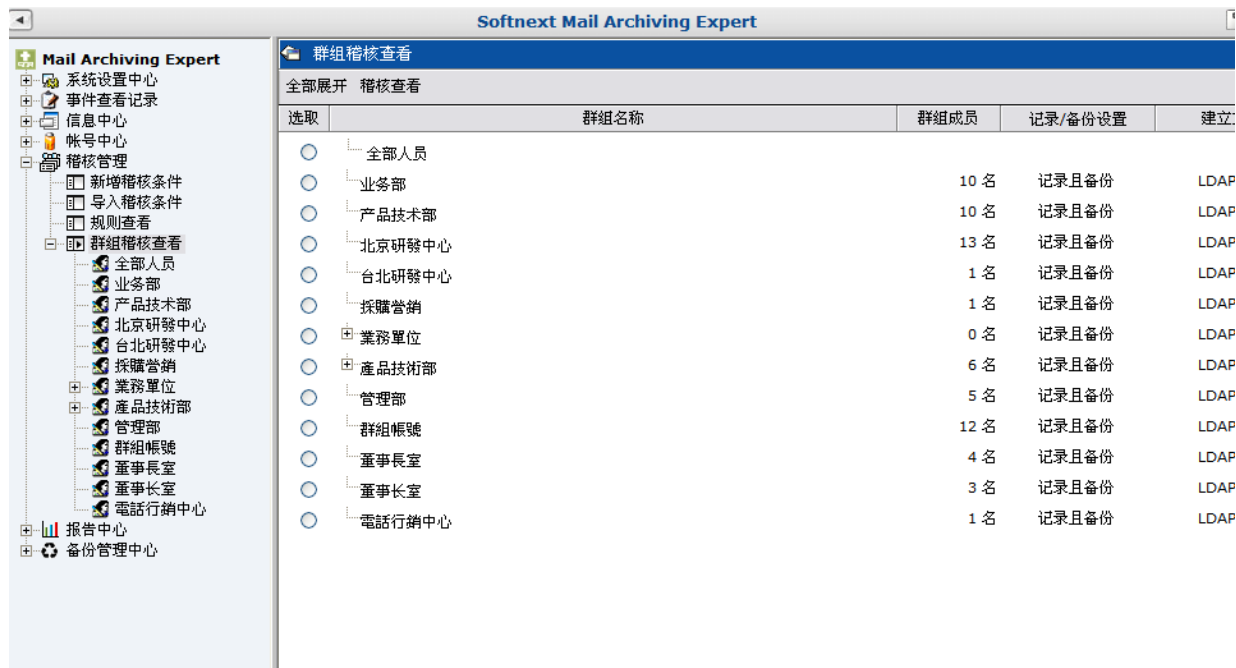 Softnext Mail Archiving Expert
Mail Archiving Expert
系统设置中心
事件查看记录
信息中心
帐号中心
稽核管理
新增稽核条件
导入稽核条件
规则查看
群组稽核查看
全部人员
业务部
产品技术部
北京研發中心
台北研發中心
採購營銷
業務單位
產品技術部
管理部
群組帳號
董事長室
董事长室
電話行銷中心
报告中心
备份管理中心
群组稽核查看
全部展开 稽核查看
选取 群组名称 群组成员 记录/备份设置 建立
全部人员
业务部 10 名 记录且备份 LDAP
产品技术部 10 名 记录且备份 LDAP
北京研發中心 13 名 记录且备份 LDAP
台北研發中心 1 名 记录且备份 LDAP
採購營銷 1 名 记录且备份 LDAP
業務單位 0 名 记录且备份 LDAP
產品技術部 6 名 记录且备份 LDAP
管理部 5 名 记录且备份 LDAP
群組帳號 12 名 记录且备份 LDAP
董事長室 4 名 记录且备份 LDAP
董事长室 3 名 记录且备份 LDAP
電話行銷中心 1 名 记录且备份 LDAP